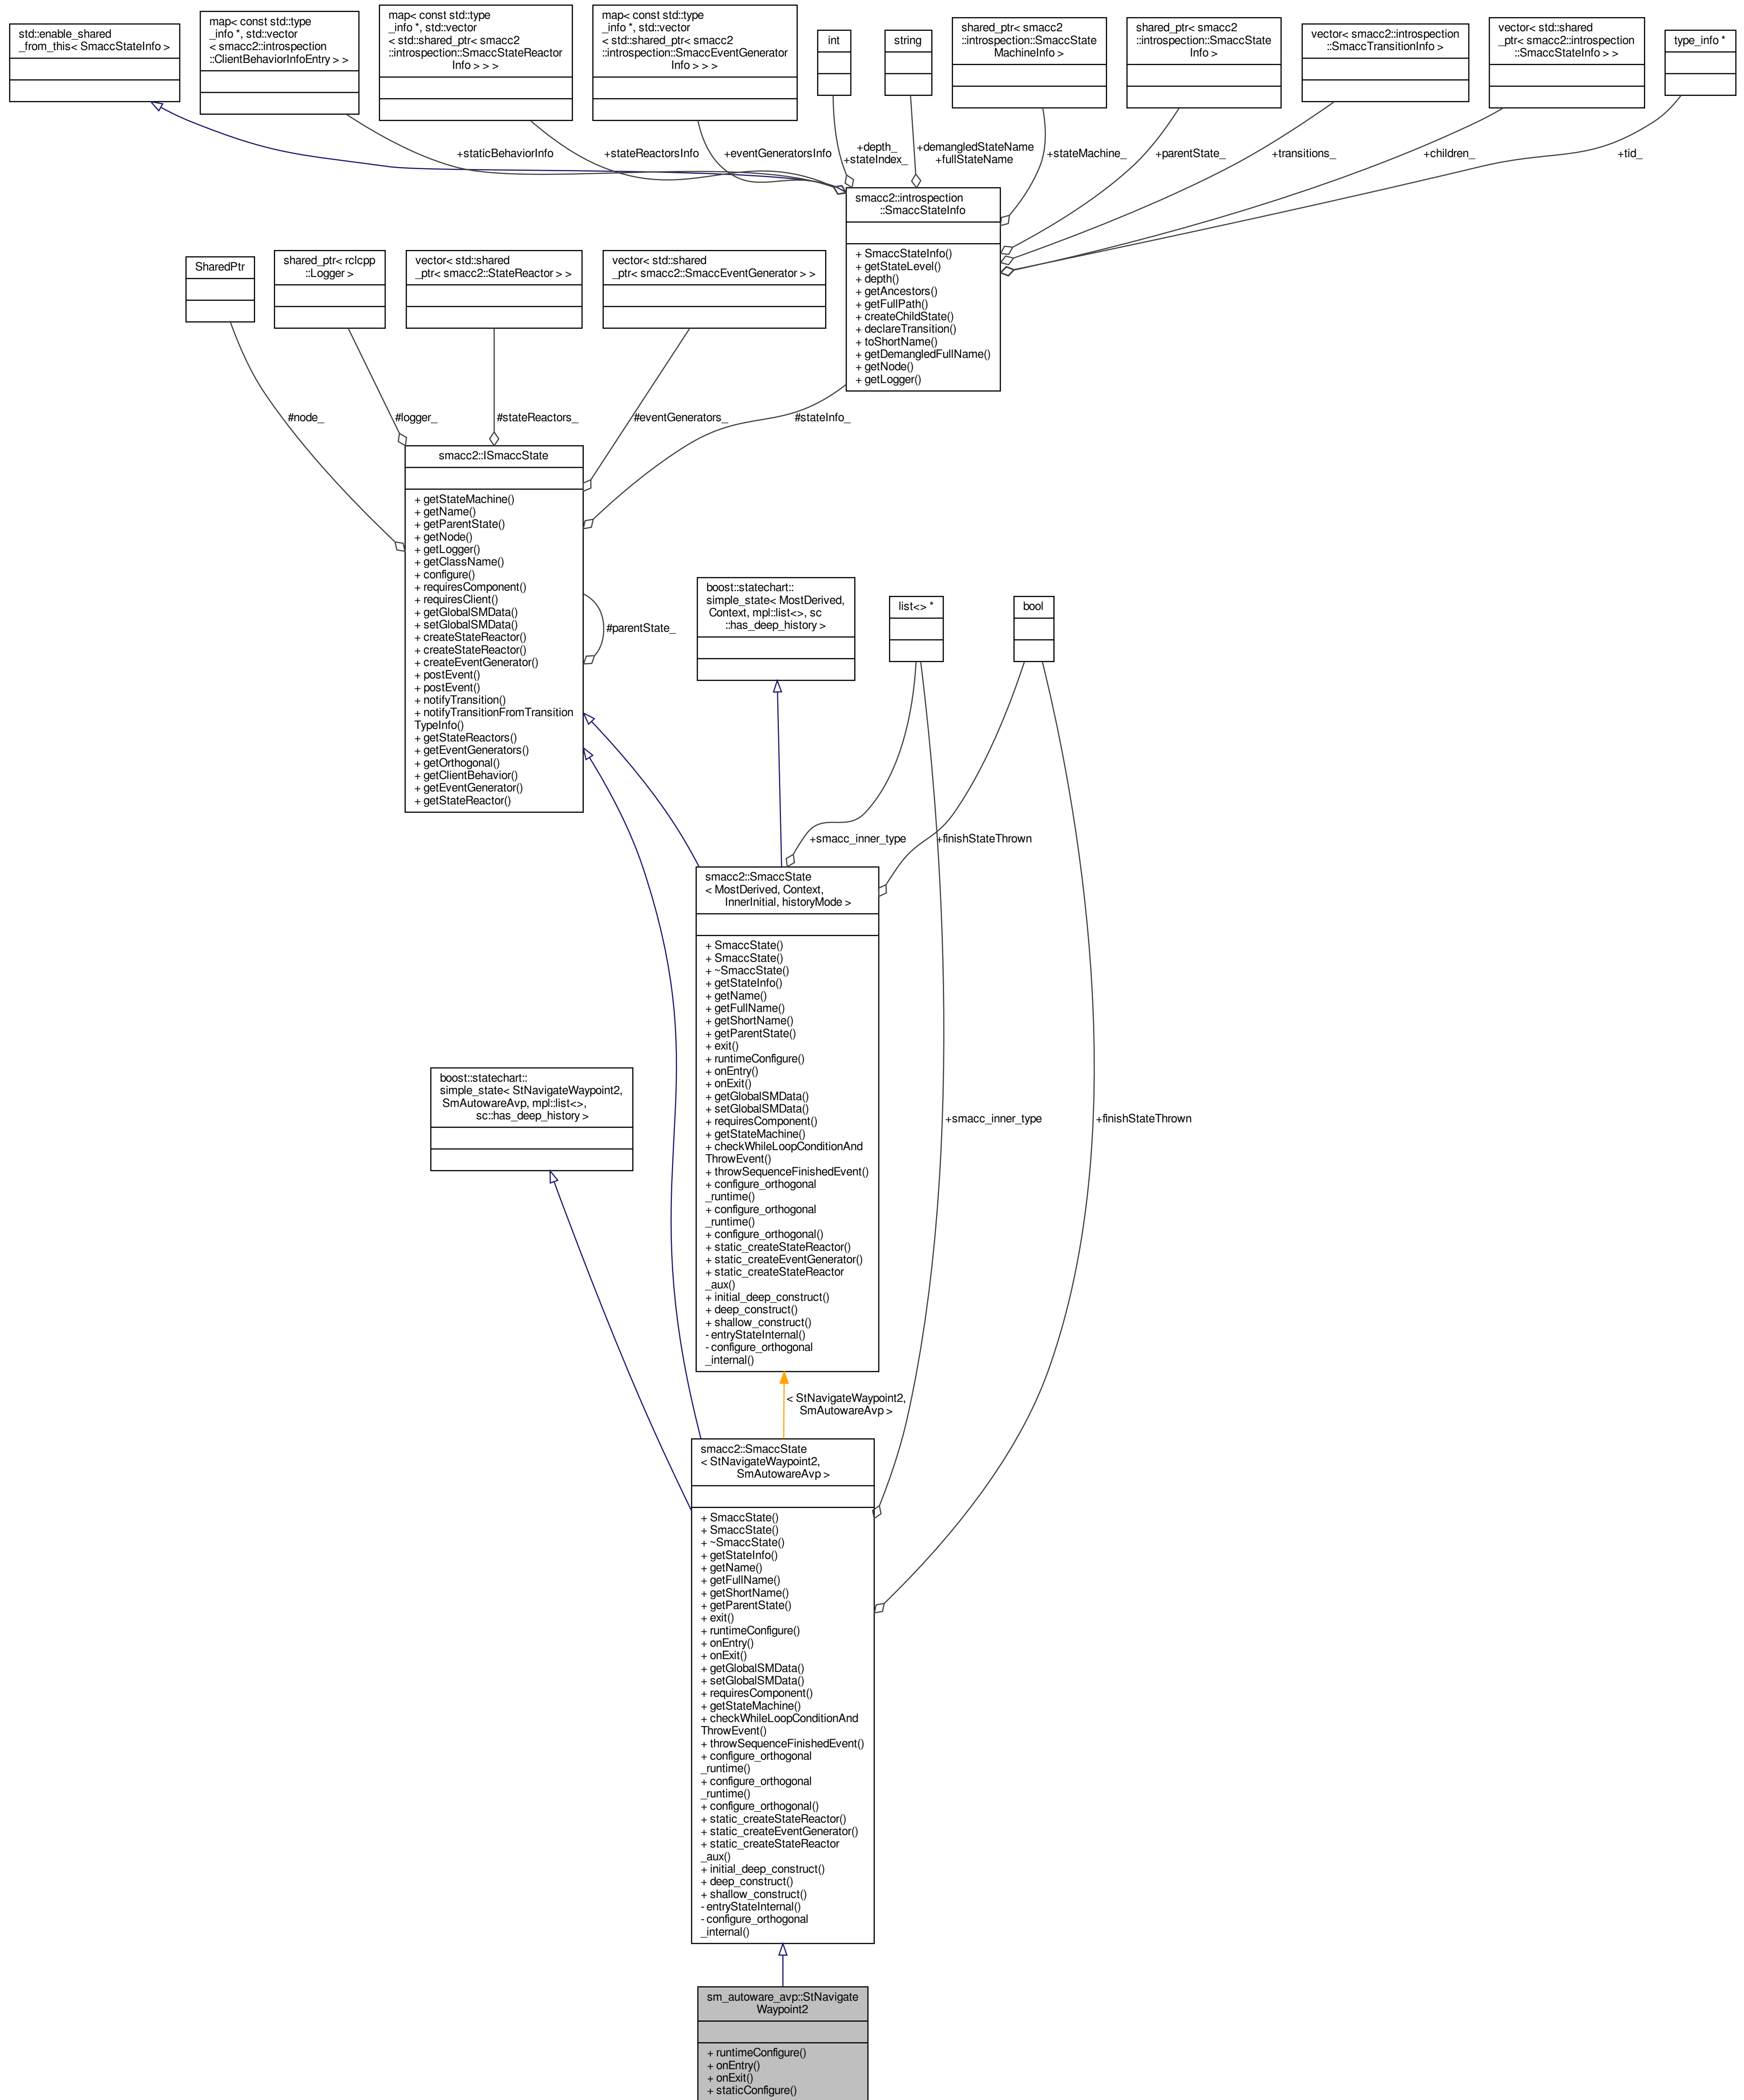 std::enable_shared
_from_this< SmaccStateInfo >
map< const std::type
_info *, std::vector
< smacc2::introspection
::ClientBehaviorInfoEntry > >
map< const std::type
_info *, std::vector
< std::shared_ptr< smacc2
::introspection::SmaccStateReactor
Info > > >
map< const std::type
_info *, std::vector
< std::shared_ptr< smacc2
::introspection::SmaccEventGenerator
Info > > >
int
string
shared_ptr< smacc2
::introspection::SmaccState
MachineInfo >
shared_ptr< smacc2
::introspection::SmaccState
Info >
vector< smacc2::introspection
::SmaccTransitionInfo >
vector< std::shared
_ptr< smacc2::introspection
::SmaccStateInfo > >
type_info *
+staticBehaviorInfo
+stateReactorsInfo
+eventGeneratorsInfo
+depth_
+stateIndex_
+demangledStateName
+fullStateName
+stateMachine_
+parentState_
+transitions_
+children_
+tid_
smacc2::introspection
::SmaccStateInfo
+ SmaccStateInfo()
+ getStateLevel()
+ depth()
+ getAncestors()
+ getFullPath()
+ createChildState()
+ declareTransition()
+ toShortName()
+ getDemangledFullName()
+ getNode()
+ getLogger()
SharedPtr
shared_ptr< rclcpp
::Logger >
vector< std::shared
_ptr< smacc2::StateReactor > >
vector< std::shared
_ptr< smacc2::SmaccEventGenerator > >
#node_
#logger_
#stateReactors_
#eventGenerators_
#stateInfo_
smacc2::ISmaccState
+ getStateMachine()
+ getName()
+ getParentState()
+ getNode()
+ getLogger()
+ getClassName()
+ configure()
+ requiresComponent()
+ requiresClient()
+ getGlobalSMData()
+ setGlobalSMData()
+ createStateReactor()
+ createStateReactor()
+ createEventGenerator()
+ postEvent()
+ postEvent()
+ notifyTransition()
+ notifyTransitionFromTransition
TypeInfo()
+ getStateReactors()
+ getEventGenerators()
+ getOrthogonal()
+ getClientBehavior()
+ getEventGenerator()
+ getStateReactor()
#parentState_
boost::statechart::
simple_state< MostDerived,
Context, mpl::list<>, sc
::has_deep_history >
list<> *
bool
+smacc_inner_type
+finishStateThrown
smacc2::SmaccState
< MostDerived, Context,
InnerInitial, historyMode >
+ SmaccState()
+ SmaccState()
+ ~SmaccState()
+ getStateInfo()
+ getName()
+ getFullName()
+ getShortName()
+ getParentState()
+ exit()
+ runtimeConfigure()
+ onEntry()
+ onExit()
+ getGlobalSMData()
+ setGlobalSMData()
+ requiresComponent()
+ getStateMachine()
+ checkWhileLoopConditionAnd
ThrowEvent()
+ throwSequenceFinishedEvent()
+ configure_orthogonal
_runtime()
+ configure_orthogonal
_runtime()
+ configure_orthogonal()
+ static_createStateReactor()
+ static_createEventGenerator()
+ static_createStateReactor
_aux()
+ initial_deep_construct()
+ deep_construct()
+ shallow_construct()
- entryStateInternal()
- configure_orthogonal
_internal()
boost::statechart::
simple_state< StNavigateWaypoint2,
SmAutowareAvp, mpl::list<>,
sc::has_deep_history >
+smacc_inner_type
+finishStateThrown
< StNavigateWaypoint2,
SmAutowareAvp >
smacc2::SmaccState
< StNavigateWaypoint2,
SmAutowareAvp >
+ SmaccState()
+ SmaccState()
+ ~SmaccState()
+ getStateInfo()
+ getName()
+ getFullName()
+ getShortName()
+ getParentState()
+ exit()
+ runtimeConfigure()
+ onEntry()
+ onExit()
+ getGlobalSMData()
+ setGlobalSMData()
+ requiresComponent()
+ getStateMachine()
+ checkWhileLoopConditionAnd
ThrowEvent()
+ throwSequenceFinishedEvent()
+ configure_orthogonal
_runtime()
+ configure_orthogonal
_runtime()
+ configure_orthogonal()
+ static_createStateReactor()
+ static_createEventGenerator()
+ static_createStateReactor
_aux()
+ initial_deep_construct()
+ deep_construct()
+ shallow_construct()
- entryStateInternal()
- configure_orthogonal
_internal()
sm_autoware_avp::StNavigate
Waypoint2
+ runtimeConfigure()
+ onEntry()
+ onExit()
+ staticConfigure()